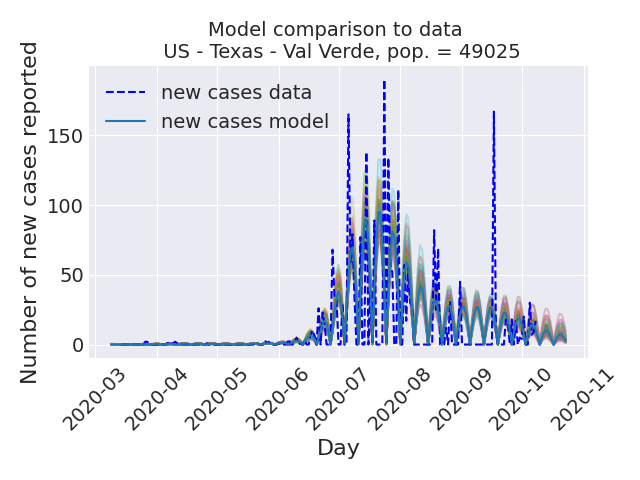 Model comparison to data
US - Texas - Val Verde, pop. = 49025
Number of new cases reported
new cases data
new cases model
150
100
50
0
2020-03
2020-04
2020-05
2020-06
2020-07
2020-08
2020-09
2020-10
2020-11
Day